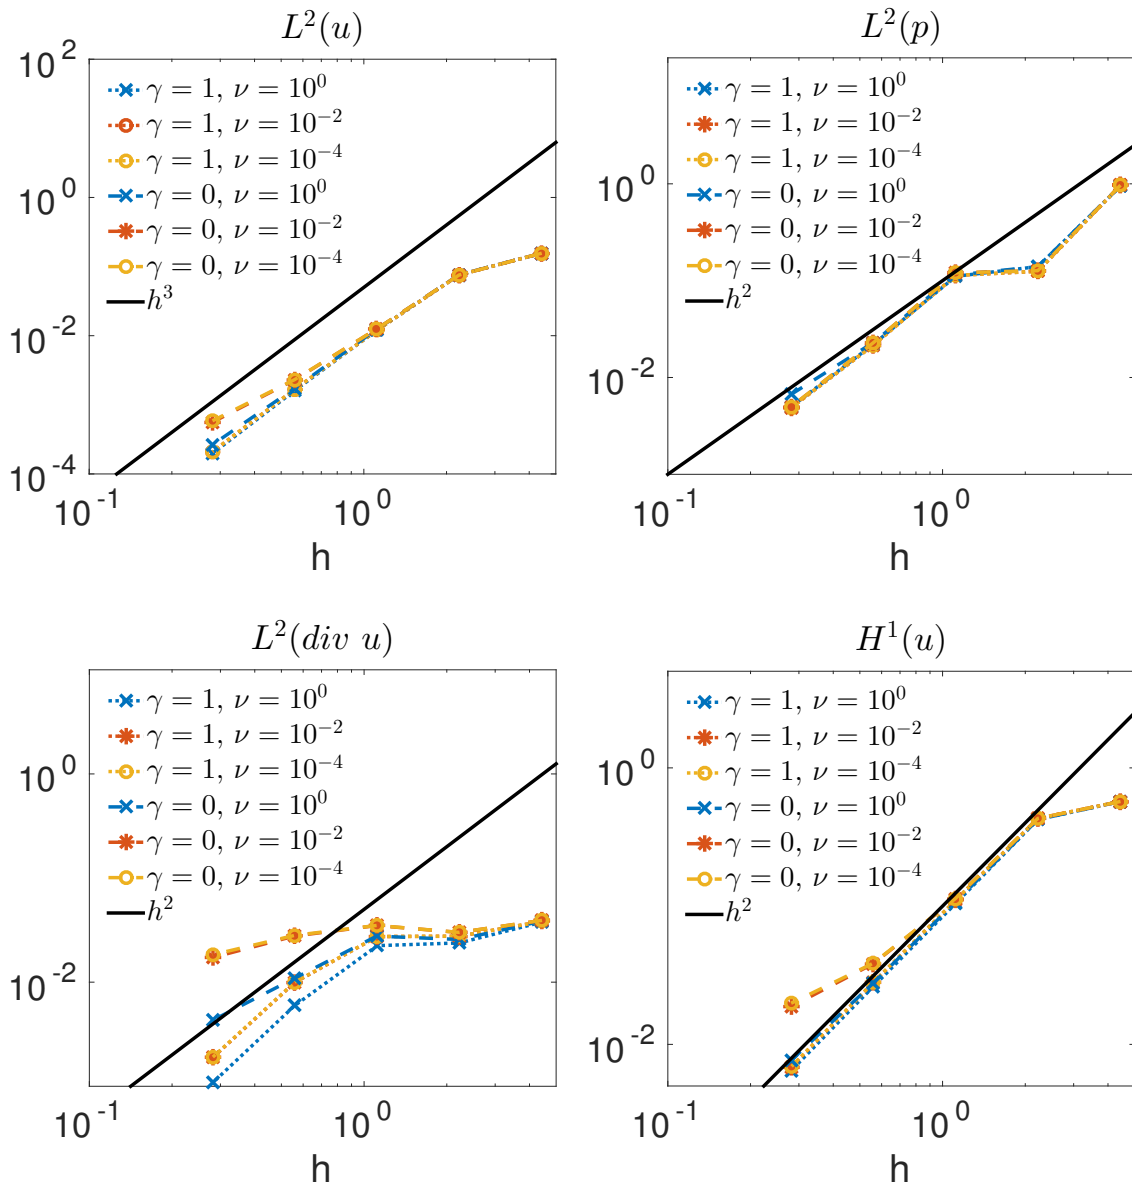 L²(u)
10²
10⁰
10⁻²
10⁻⁴
γ = 1, ν = 10⁰
γ = 1, ν = 10⁻²
γ = 1, ν = 10⁻⁴
γ = 0, ν = 10⁰
γ = 0, ν = 10⁻²
γ = 0, ν = 10⁻⁴
h³
10⁻¹ 10⁰
h
L²(p)
10⁰
10⁻²
γ = 1, ν = 10⁰
γ = 1, ν = 10⁻²
γ = 1, ν = 10⁻⁴
γ = 0, ν = 10⁰
γ = 0, ν = 10⁻²
γ = 0, ν = 10⁻⁴
h²
10⁻¹ 10⁰
h
L²(div u)
10⁰
10⁻²
γ = 1, ν = 10⁰
γ = 1, ν = 10⁻²
γ = 1, ν = 10⁻⁴
γ = 0, ν = 10⁰
γ = 0, ν = 10⁻²
γ = 0, ν = 10⁻⁴
h²
10⁻¹ 10⁰
h
H¹(u)
10⁰
10⁻²
γ = 1, ν = 10⁰
γ = 1, ν = 10⁻²
γ = 1, ν = 10⁻⁴
γ = 0, ν = 10⁰
γ = 0, ν = 10⁻²
γ = 0, ν = 10⁻⁴
h²
10⁻¹ 10⁰
h